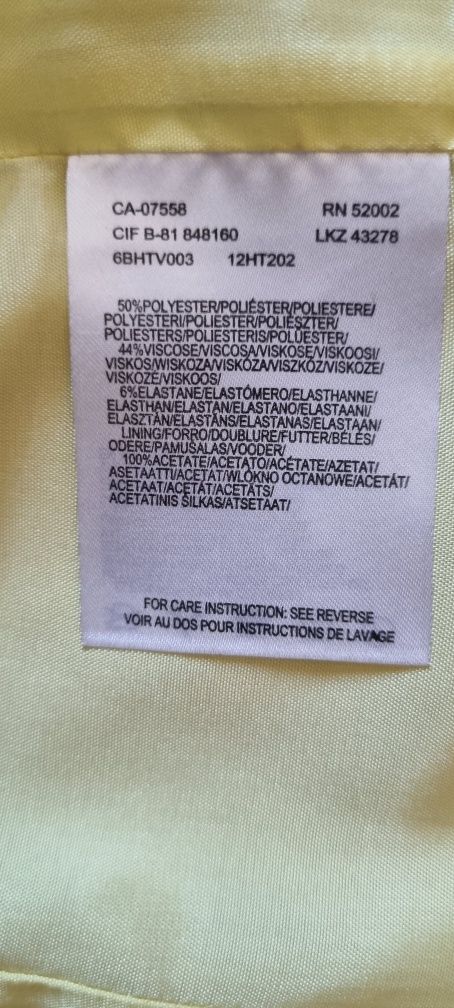 CA-07558 RN 52002
CIF B-81 848160 LKZ 43278
6BHTV003 12HT202
50%POLYESTER/POLIÉSTER/POLIESTERE/
POLYESTERI/POLIESTER/POLIÉSZTER/
POLIESTERS/POLIESTERIS/POLÜESTER/
44%VISCOSE/VISCOSA/VISKOSE/VISKOOSI/
VISKOS/WISKOZA/VISKÓZA/VISZKÓZ/VISKOZE/
VISKOZĖ/VISKOOS/
6%ELASTANE/ELASTÓMERO/ELASTHANNE/
ELASTHAN/ELASTAN/ELASTANO/ELASTAANI/
ELASZTÁN/ELASTĀNS/ELASTANAS/ELASTAAN/
LINING/FORRO/DOUBLURE/FUTTER/BÉLÉS/
ODERE/PAMUŠALAS/VOODER/
100%ACETATE/ACETATO/ACÉTATE/AZETAT/
ASETAATTI/ACETAT/WŁÓKNO OCTANOWE/ACETÁT/
ACETAAT/ACETÁT/ACETĀTS/
ACETATINIS ŠILKAS/ATSETAAT/
FOR CARE INSTRUCTION: SEE REVERSE
VOIR AU DOS POUR INSTRUCTIONS DE LAVAGE